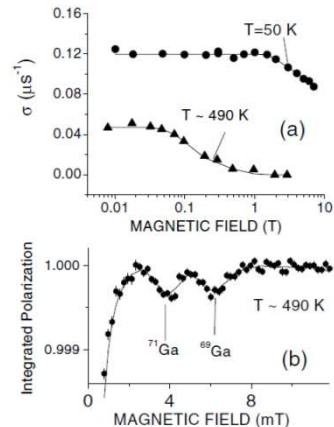 0.16
T=50 K
0.12
σ (μs⁻¹)
0.08
T ~ 490 K
0.04
(a)
0.00
0.01 0.1 1 10
MAGNETIC FIELD (T)
(b)
1.000
T ~ 490 K
Integrated Polarization
⁷¹Ga
⁶⁹Ga
0.999
0 4 8
MAGNETIC FIELD (mT)